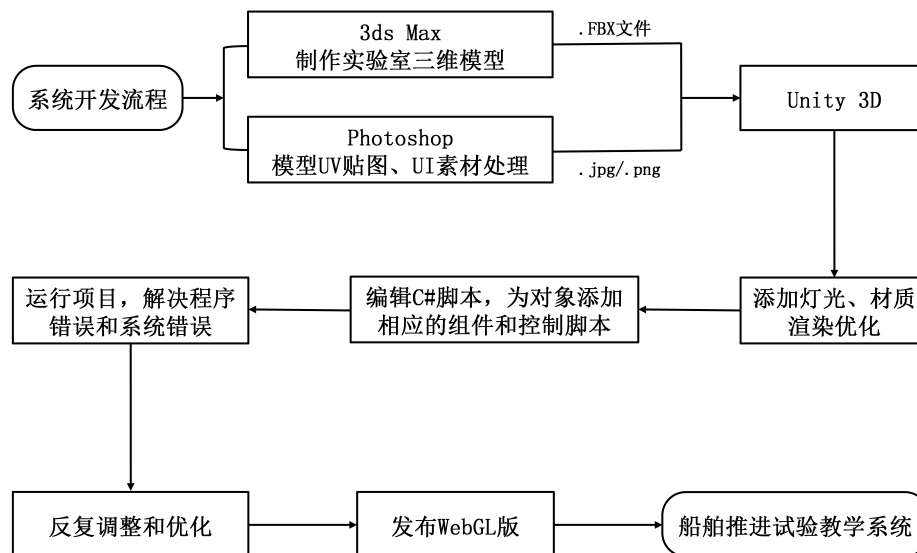 3ds Max
制作实验室三维模型
.FBX文件
系统开发流程
Unity 3D
Photoshop
模型UV贴图、UI素材处理
.jpg/.png
运行项目，解决程序
错误和系统错误
编辑C#脚本，为对象添加
相应的组件和控制脚本
添加灯光、材质
渲染优化
反复调整和优化
发布WebGL版
船舶推进试验教学系统